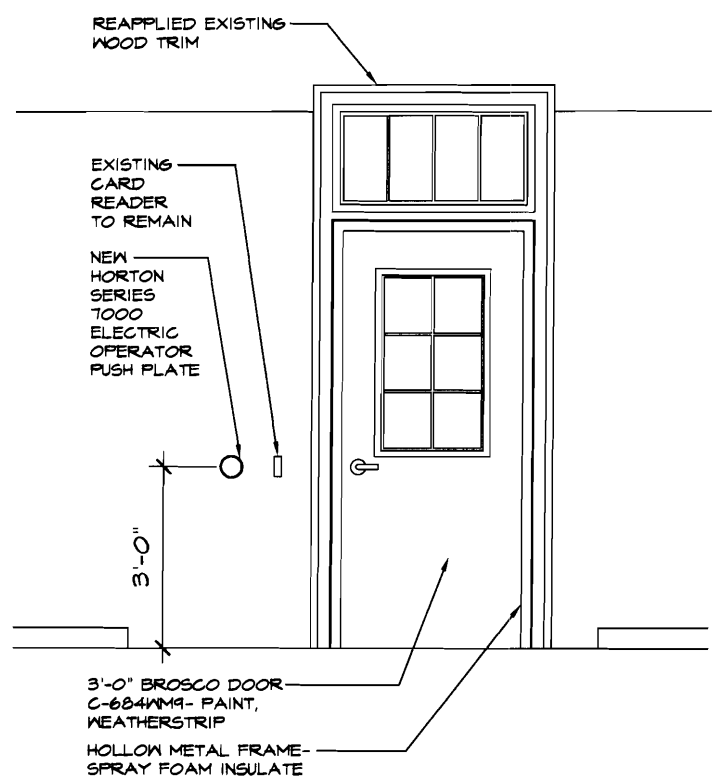 REAPPLIED EXISTING
WOOD TRIM
EXISTING
CARD
READER
TO REMAIN
NEW
HORTON
SERIES
7000
ELECTRIC
OPERATOR
PUSH PLATE
3'-0"
3'-0" BROSCO DOOR
C-684WM9- PAINT,
WEATHERSTRIP
HOLLOW METAL FRAME-
SPRAY FOAM INSULATE